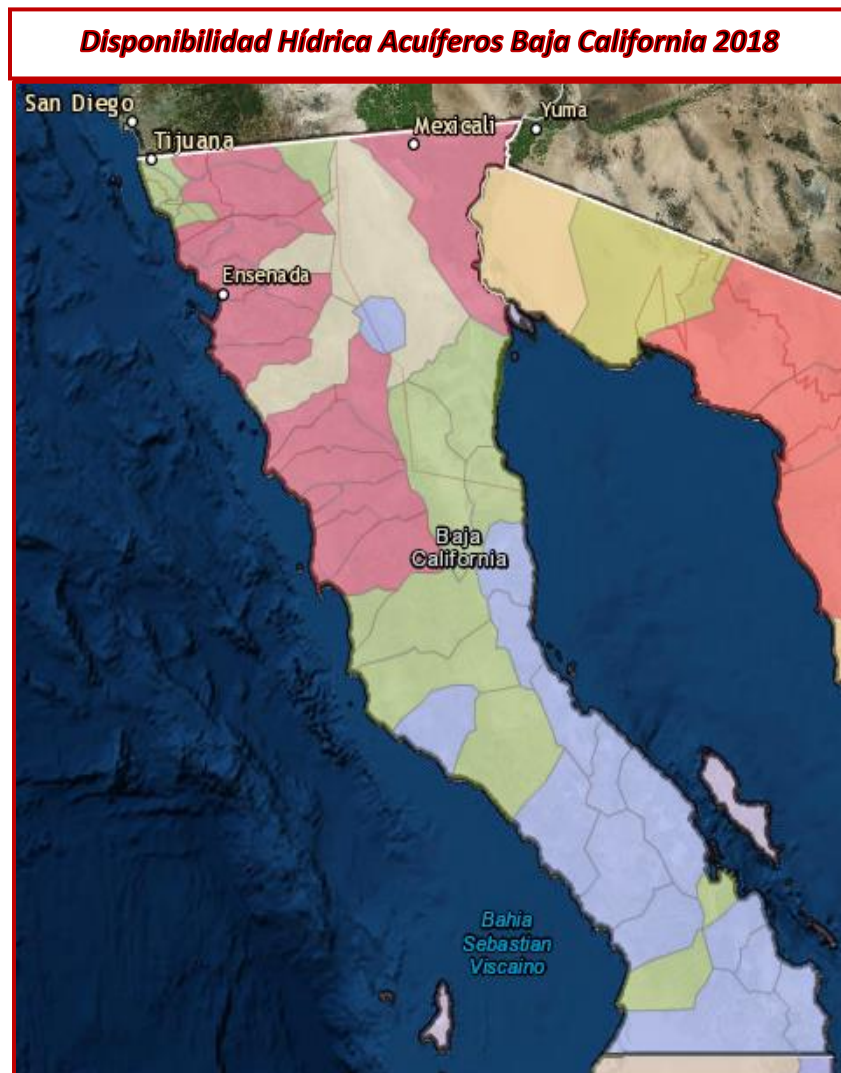 Disponibilidad Hídrica Acuíferos Baja California 2018
San Diego
Yuma
Mexicali
Tijuana
Ensenada
Baja
California
Bahia
Sebastian
Viscaino